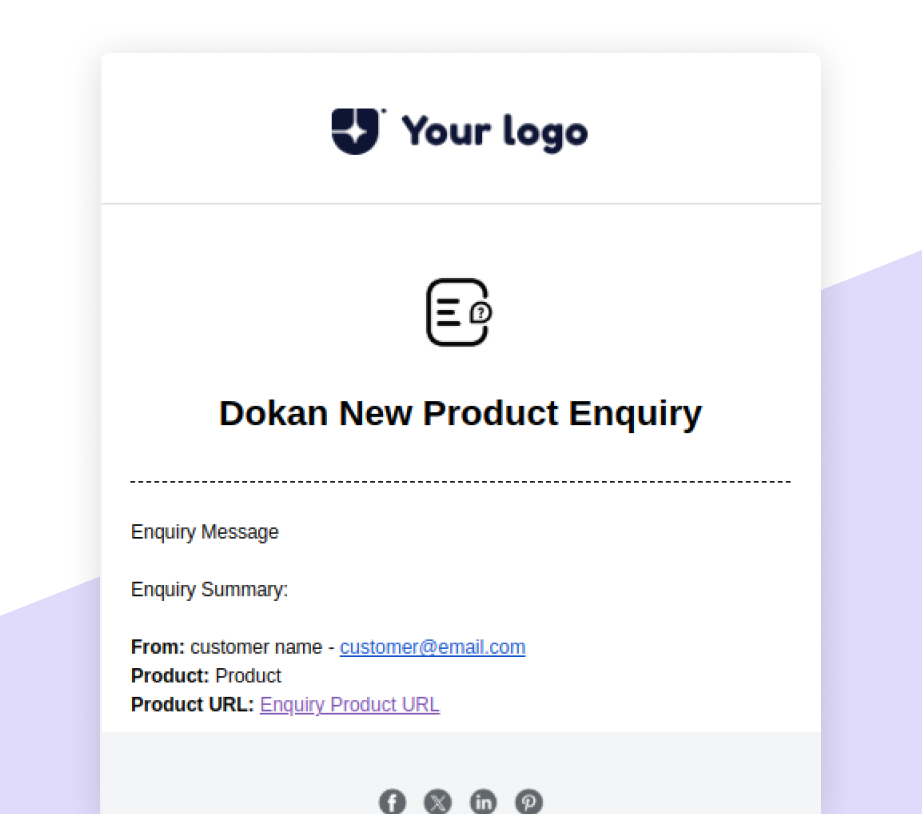 Your logo
?
Dokan New Product Enquiry
Enquiry Message
Enquiry Summary:
From: customer name - customer@email.com
Product: Product
Product URL: Enquiry Product URL